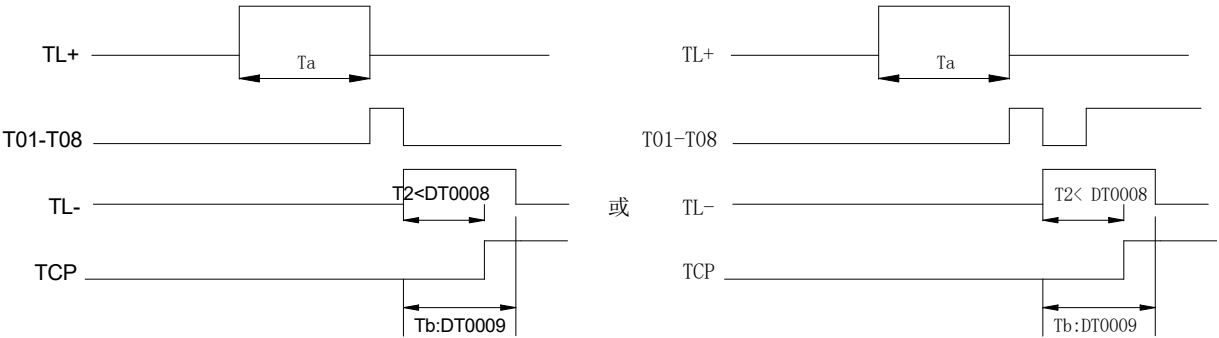 TL+
Ta
T01-T08
T2<DT0008
TL-
TCP
Tb:DT0009
或
TL+
Ta
T01-T08
T2< DT0008
TL-
TCP
Tb:DT0009